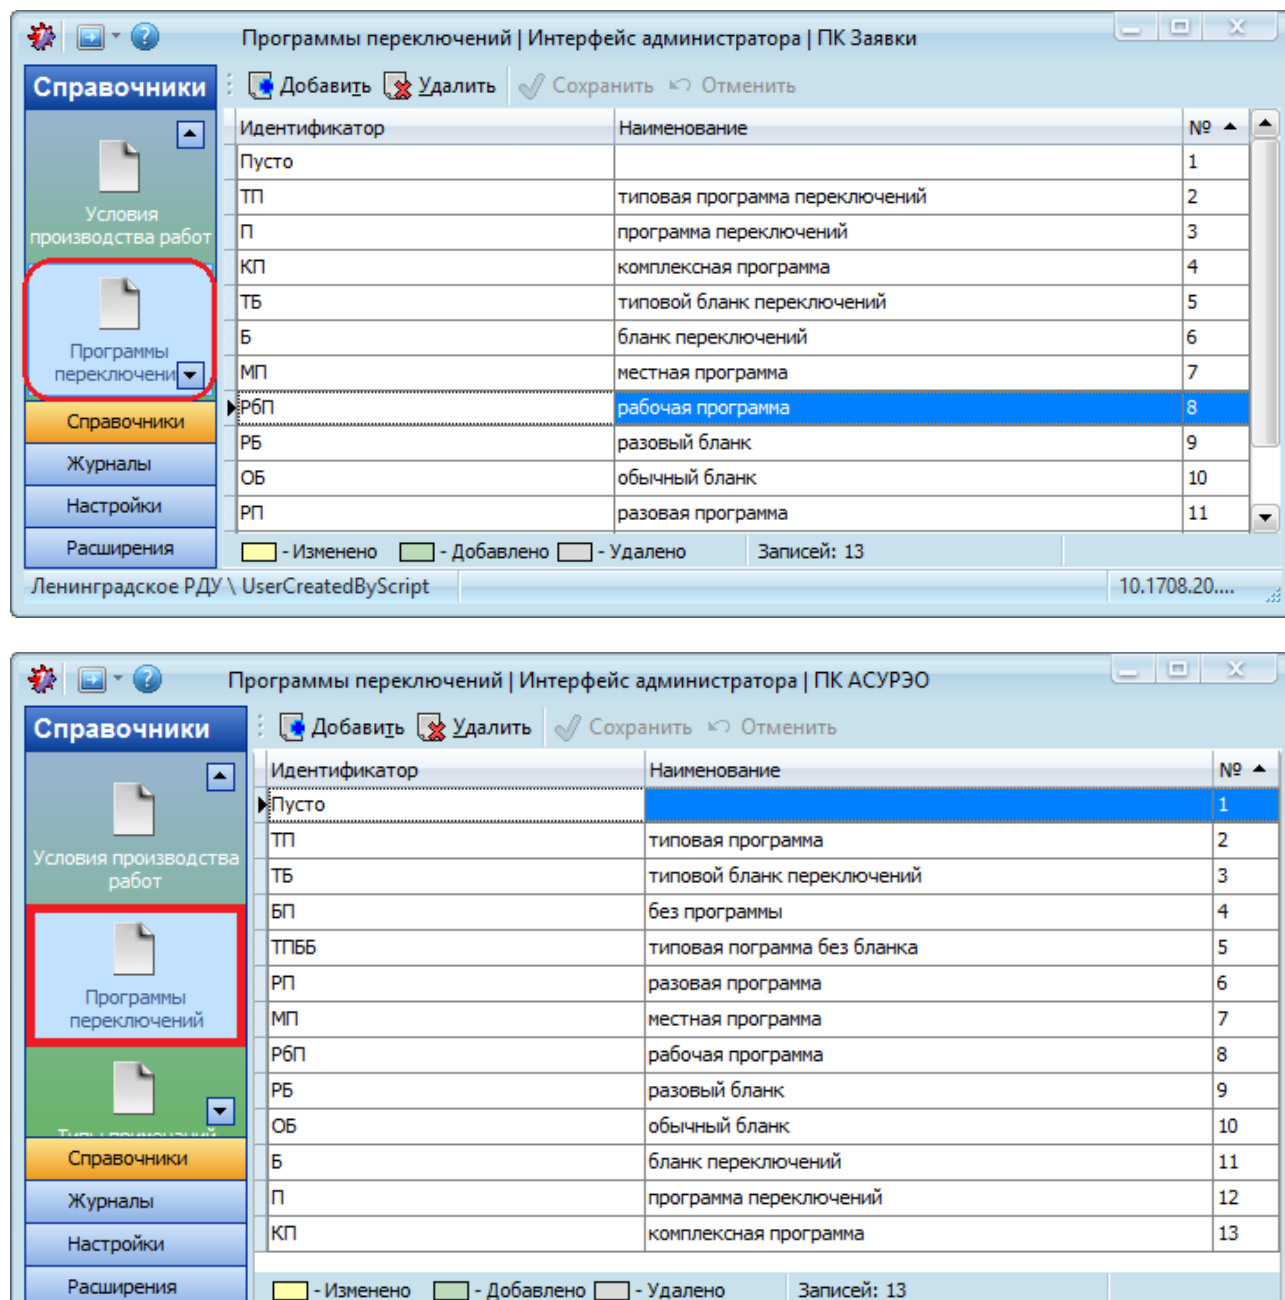 Программы переключений | Интерфейс администратора | ПК Заявки
Справочники
Добавить Удалить Сохранить Отменить
Идентификатор Наименование №
Пусто 1
ТП типовая программа переключений 2
П программа переключений 3
КП комплексная программа 4
ТБ типовой бланк переключений 5
Б бланк переключений 6
МП местная программа 7
РбП рабочая программа 8
РБ разовый бланк 9
ОБ обычный бланк 10
РП разовая программа 11
Условия
производства работ
Программы
переключени
Справочники
Журналы
Настройки
Расширения
- Изменено - Добавлено - Удалено Записей: 13
Ленинградское РДУ \ UserCreatedByScript 10.1708.20....
Программы переключений | Интерфейс администратора | ПК АСУРЭО
Справочники
Добавить Удалить Сохранить Отменить
Идентификатор Наименование №
Пусто 1
ТП типовая программа 2
ТБ типовой бланк переключений 3
БП без программы 4
ТПББ типовая пограмма без бланка 5
РП разовая программа 6
МП местная программа 7
РбП рабочая программа 8
РБ разовый бланк 9
ОБ обычный бланк 10
Б бланк переключений 11
П программа переключений 12
КП комплексная программа 13
Условия производства
работ
Программы
переключений
Справочники
Журналы
Настройки
Расширения
- Изменено - Добавлено - Удалено Записей: 13